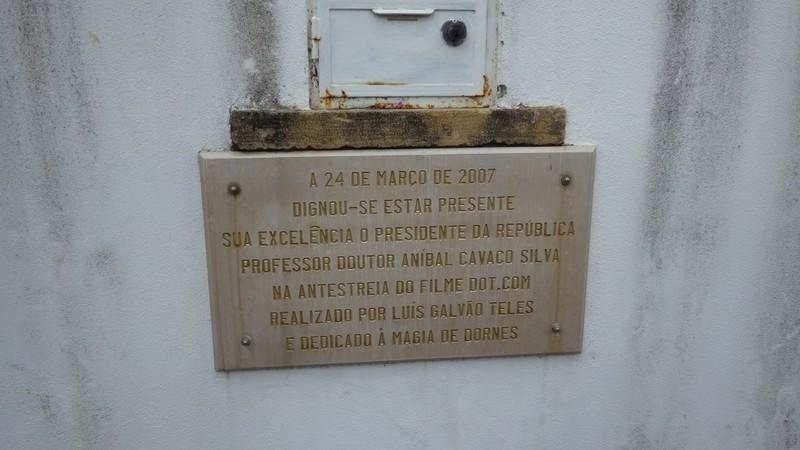 A 24 DE MARÇO DE 2007
DIGNOU-SE ESTAR PRESENTE
SUA EXCELÊNCIA O PRESIDENTE DA REPÚBLICA
PROFESSOR DOUTOR ANÍBAL CAVACO SILVA
NA ANTESTREIA DO FILME DOT.COM
REALIZADO POR LUÍS GALVÃO TELES
E DEDICADO À MAGIA DE DORNES